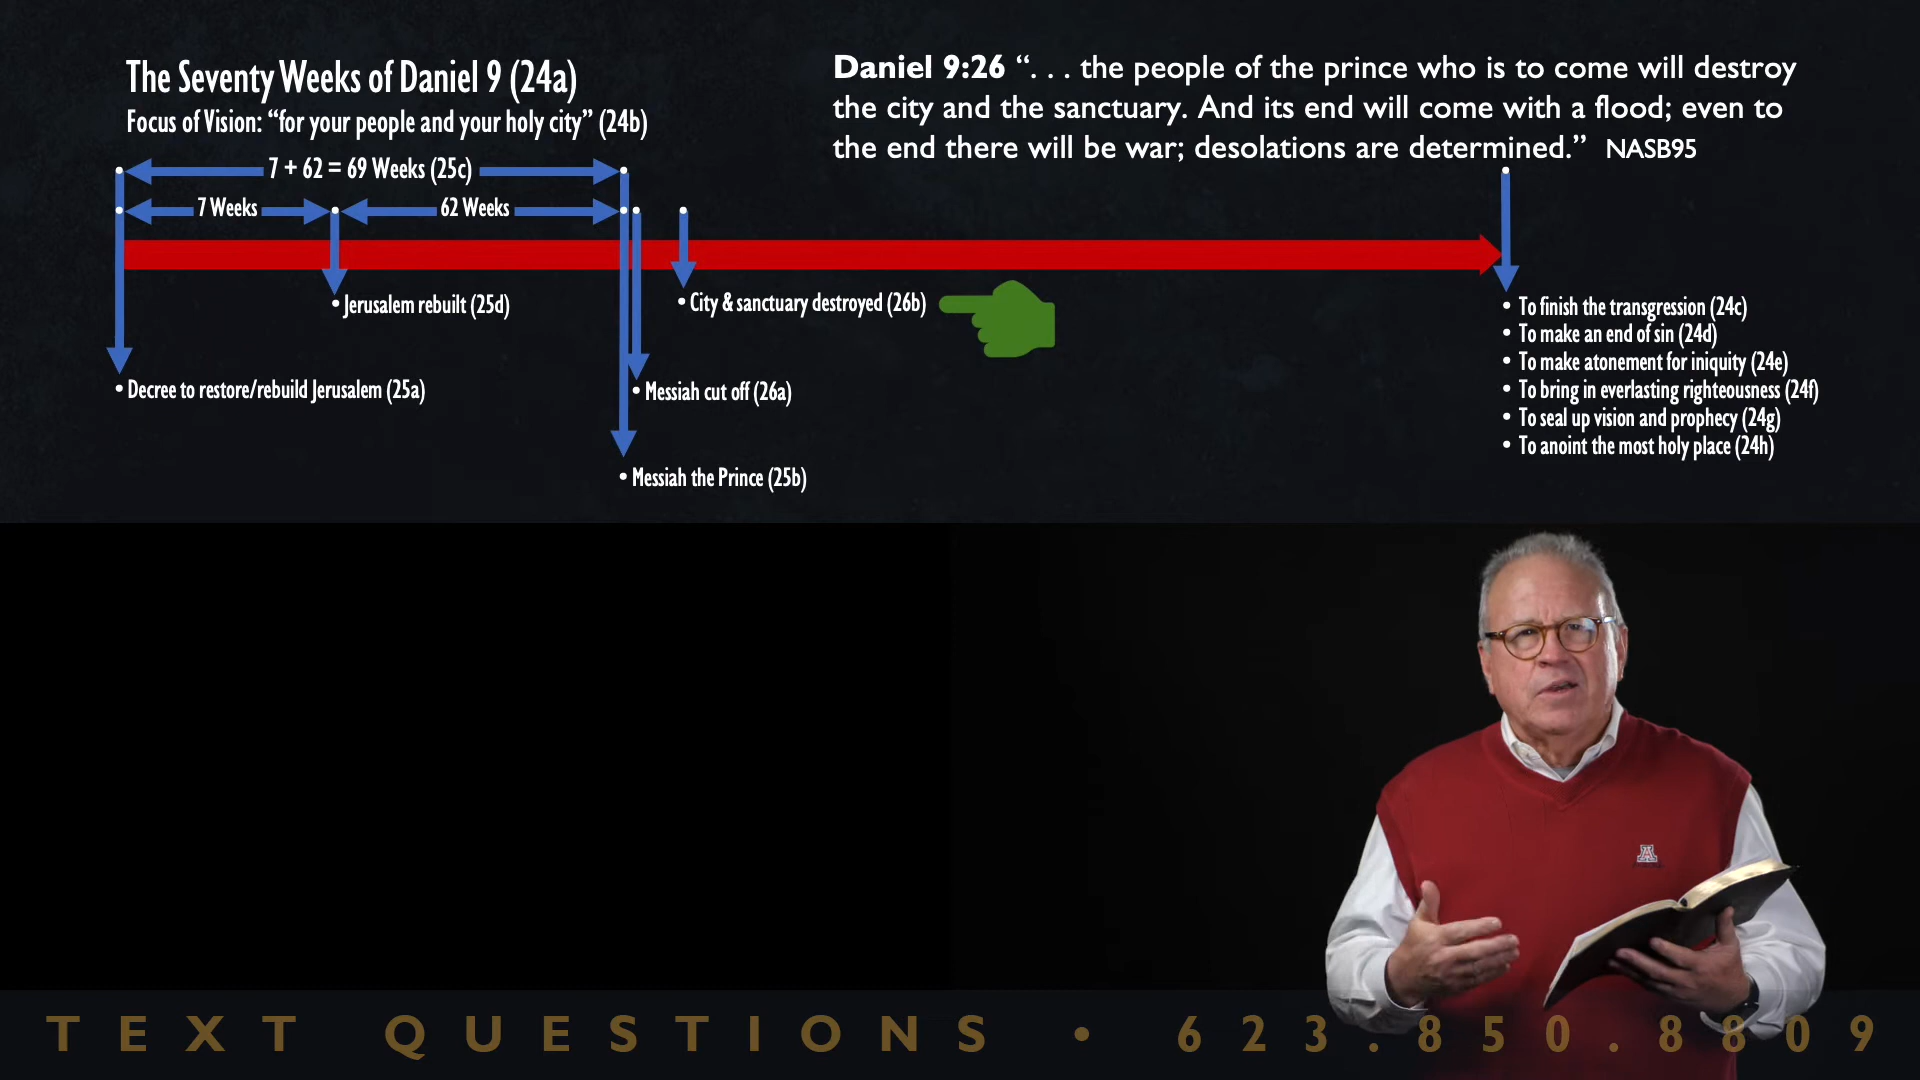 The Seventy Weeks of Daniel 9 (24a)
Focus of Vision: “for your people and your holy city” (24b)
Daniel 9:26 “. . . the people of the prince who is to come will destroy
the city and the sanctuary. And its end will come with a flood; even to
the end there will be war; desolations are determined.” NASB95
7 + 62 = 69 Weeks (25c)
7 Weeks
62 Weeks
• Jerusalem rebuilt (25d)
• City & sanctuary destroyed (26b)
• Decree to restore/rebuild Jerusalem (25a)
• Messiah cut off (26a)
• Messiah the Prince (25b)
• To finish the transgression (24c)
• To make an end of sin (24d)
• To make atonement for iniquity (24e)
• To bring in everlasting righteousness (24f)
• To seal up vision and prophecy (24g)
• To anoint the most holy place (24h)
A
TEXT QUESTIONS • 623.850.8809